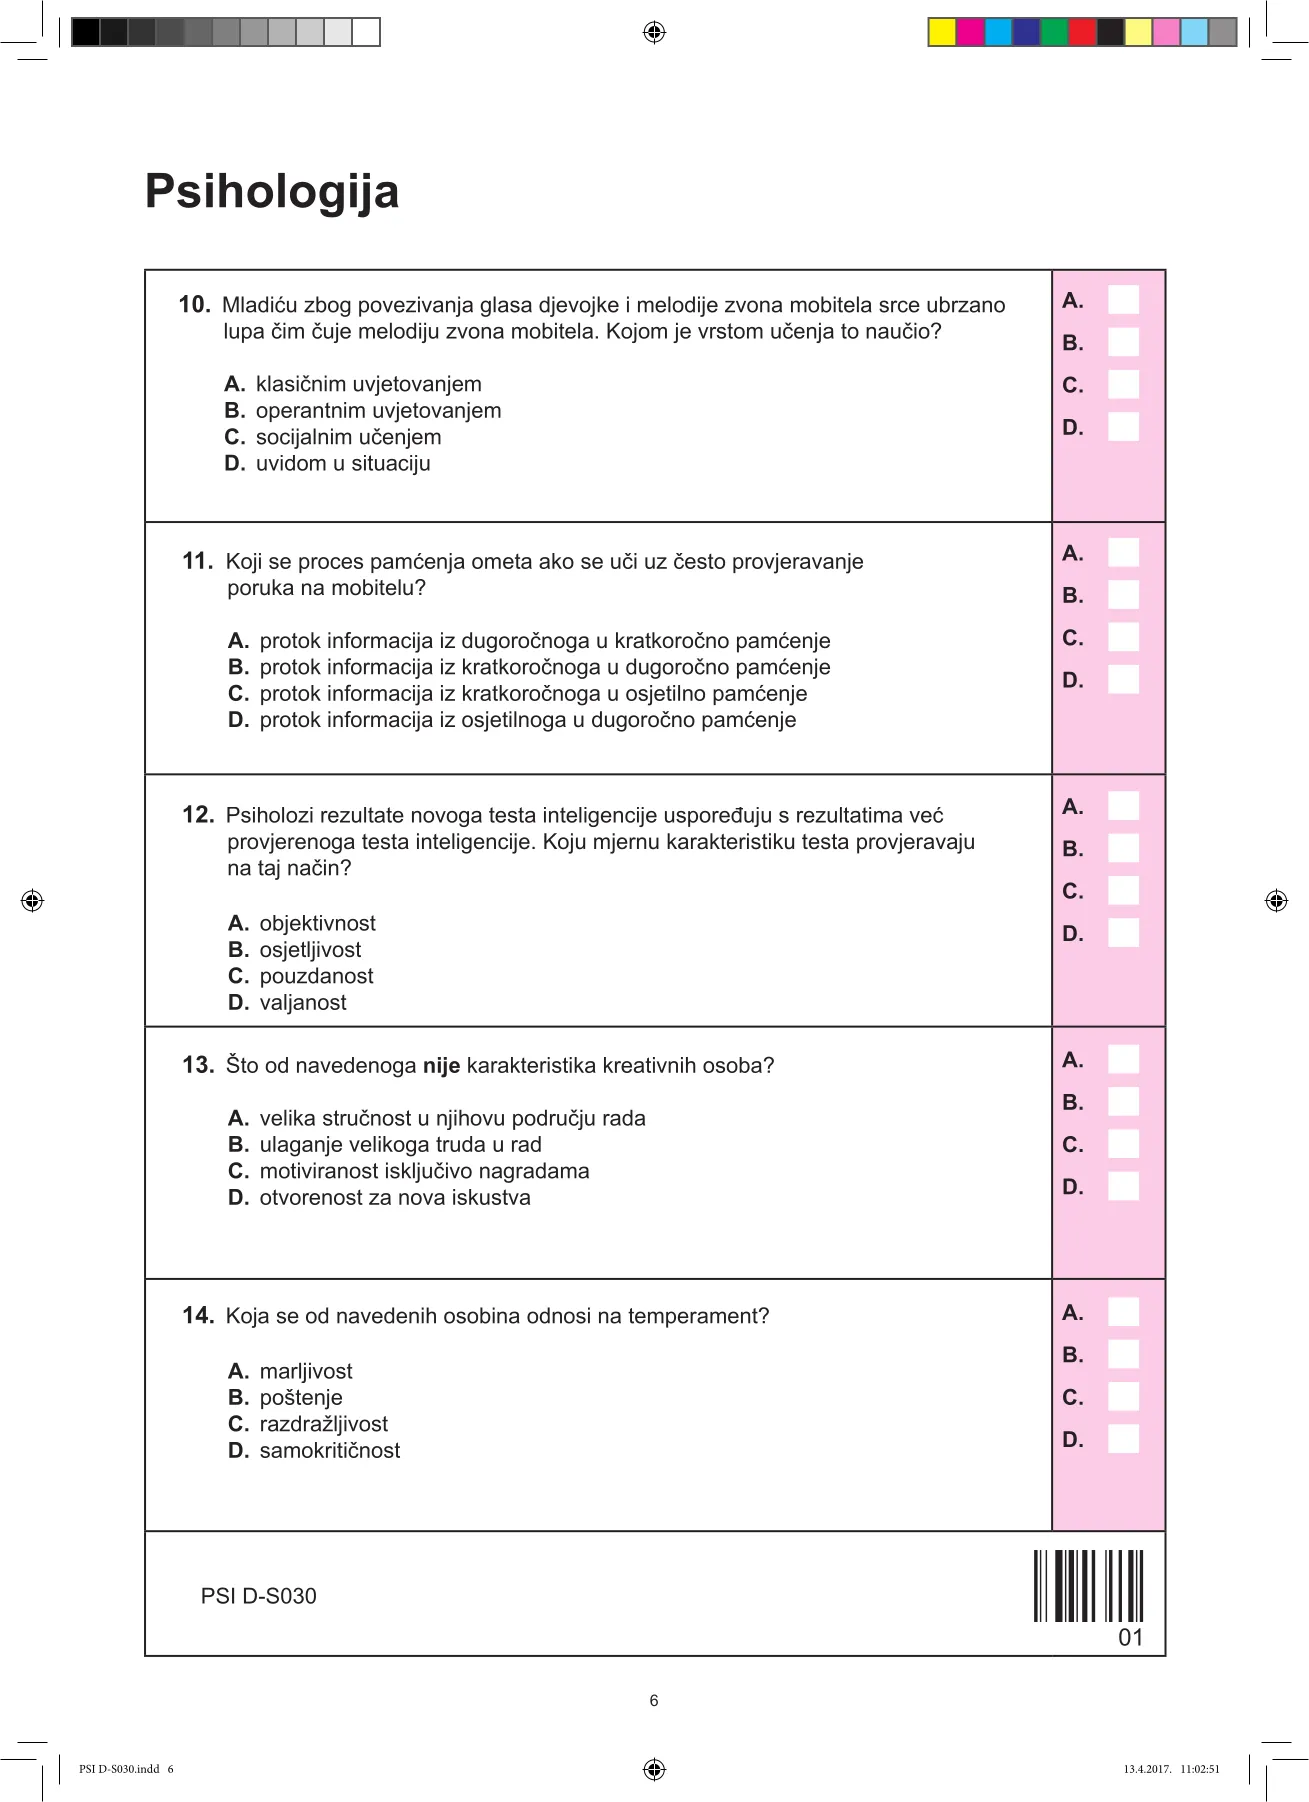 Psihologija
10. Mladiću zbog povezivanja glasa djevojke i melodije zvona mobitela srce ubrzano
lupa čim čuje melodiju zvona mobitela. Kojom je vrstom učenja to naučio?
A. klasičnim uvjetovanjem
B. operantnim uvjetovanjem
C. socijalnim učenjem
D. uvidom u situaciju
A.
B.
C.
D.
11. Koji se proces pamćenja ometa ako se uči uz često provjeravanje
poruka na mobitelu?
A. protok informacija iz dugoročnoga u kratkoročno pamćenje
B. protok informacija iz kratkoročnoga u dugoročno pamćenje
C. protok informacija iz kratkoročnoga u osjetilno pamćenje
D. protok informacija iz osjetilnoga u dugoročno pamćenje
A.
B.
C.
D.
12. Psiholozi rezultate novoga testa inteligencije uspoređuju s rezultatima već
provjerenoga testa inteligencije. Koju mjernu karakteristiku testa provjeravaju
na taj način?
A. objektivnost
B. osjetljivost
C. pouzdanost
D. valjanost
A.
B.
C.
D.
13. Što od navedenoga nije karakteristika kreativnih osoba?
A. velika stručnost u njihovu području rada
B. ulaganje velikoga truda u rad
C. motiviranost isključivo nagradama
D. otvorenost za nova iskustva
A.
B.
C.
D.
14. Koja se od navedenih osobina odnosi na temperament?
A. marljivost
B. poštenje
C. razdražljivost
D. samokritičnost
A.
B.
C.
D.
PSI D-S030
01
6
PSI D-S030.indd 6
13.4.2017. 11:02:51